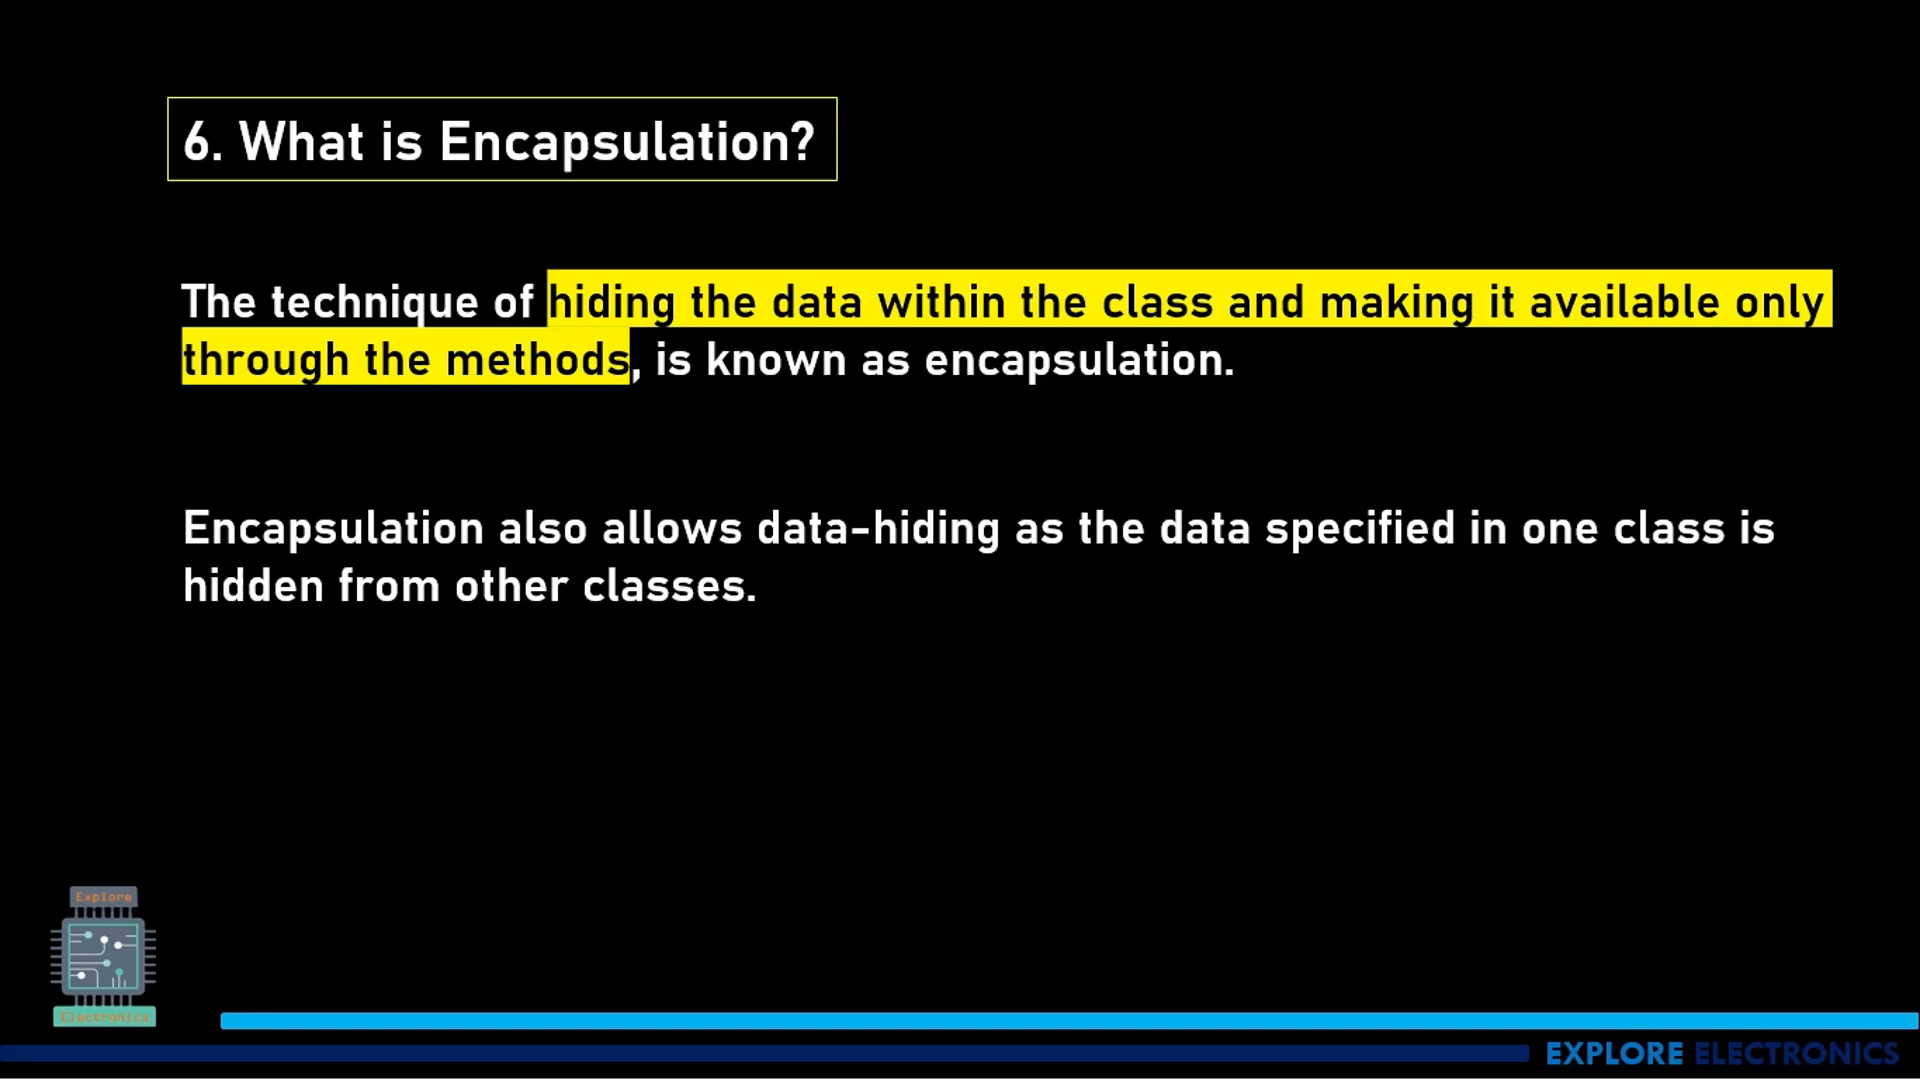 6. What is Encapsulation?
The technique of hiding the data within the class and making it available only
through the methods, is known as encapsulation.
Encapsulation also allows data-hiding as the data specified in one class is
hidden from other classes.
Explore
Electronics
EXPLORE ELECTRONICS